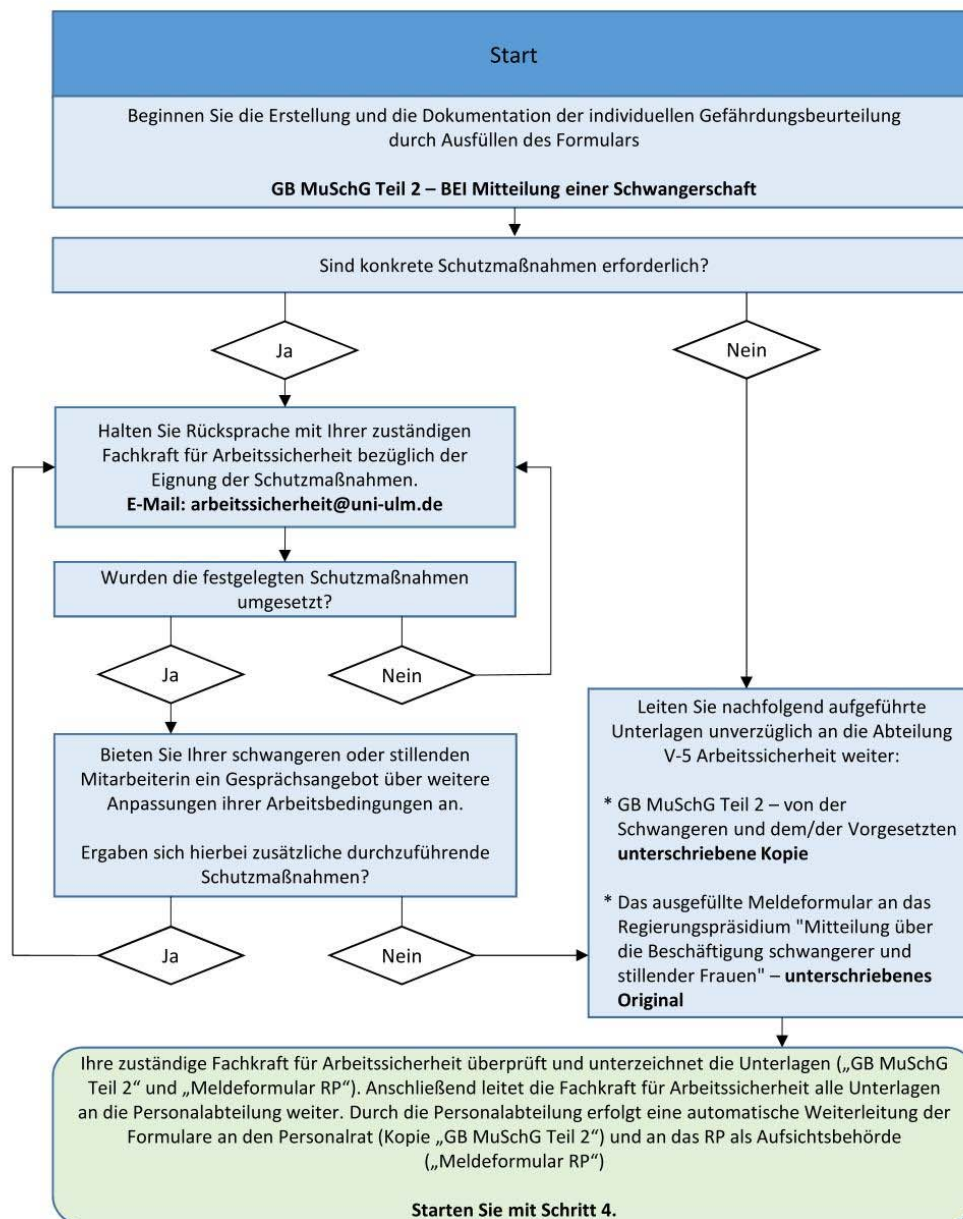 Start
Beginnen Sie die Erstellung und die Dokumentation der individuellen Gefährdungsbeurteilung
durch Ausfüllen des Formulars
GB MuSchG Teil 2 – BEI Mitteilung einer Schwangerschaft
Sind konkrete Schutzmaßnahmen erforderlich?
Ja
Nein
Halten Sie Rücksprache mit Ihrer zuständigen
Fachkraft für Arbeitssicherheit bezüglich der
Eignung der Schutzmaßnahmen.
E-Mail: arbeitssicherheit@uni-ulm.de
Wurden die festgelegten Schutzmaßnahmen
umgesetzt?
Ja
Nein
Bieten Sie Ihrer schwangeren oder stillenden
Mitarbeiterin ein Gesprächsangebot über weitere
Anpassungen ihrer Arbeitsbedingungen an.
Ergaben sich hierbei zusätzliche durchzuführende
Schutzmaßnahmen?
Ja
Nein
Leiten Sie nachfolgend aufgeführte
Unterlagen unverzüglich an die Abteilung
V-5 Arbeitssicherheit weiter:
* GB MuSchG Teil 2 – von der
Schwangeren und dem/der Vorgesetzten
unterschriebene Kopie
* Das ausgefüllte Meldeformular an das
Regierungspräsidium "Mitteilung über
die Beschäftigung schwangerer und
stillender Frauen" – unterschriebenes
Original
Ihre zuständige Fachkraft für Arbeitssicherheit überprüft und unterzeichnet die Unterlagen („GB MuSchG
Teil 2“ und „Meldeformular RP“). Anschließend leitet die Fachkraft für Arbeitssicherheit alle Unterlagen
an die Personalabteilung weiter. Durch die Personalabteilung erfolgt eine automatische Weiterleitung der
Formulare an den Personalrat (Kopie „GB MuSchG Teil 2“) und an das RP als Aufsichtsbehörde
(„Meldeformular RP“)
Starten Sie mit Schritt 4.